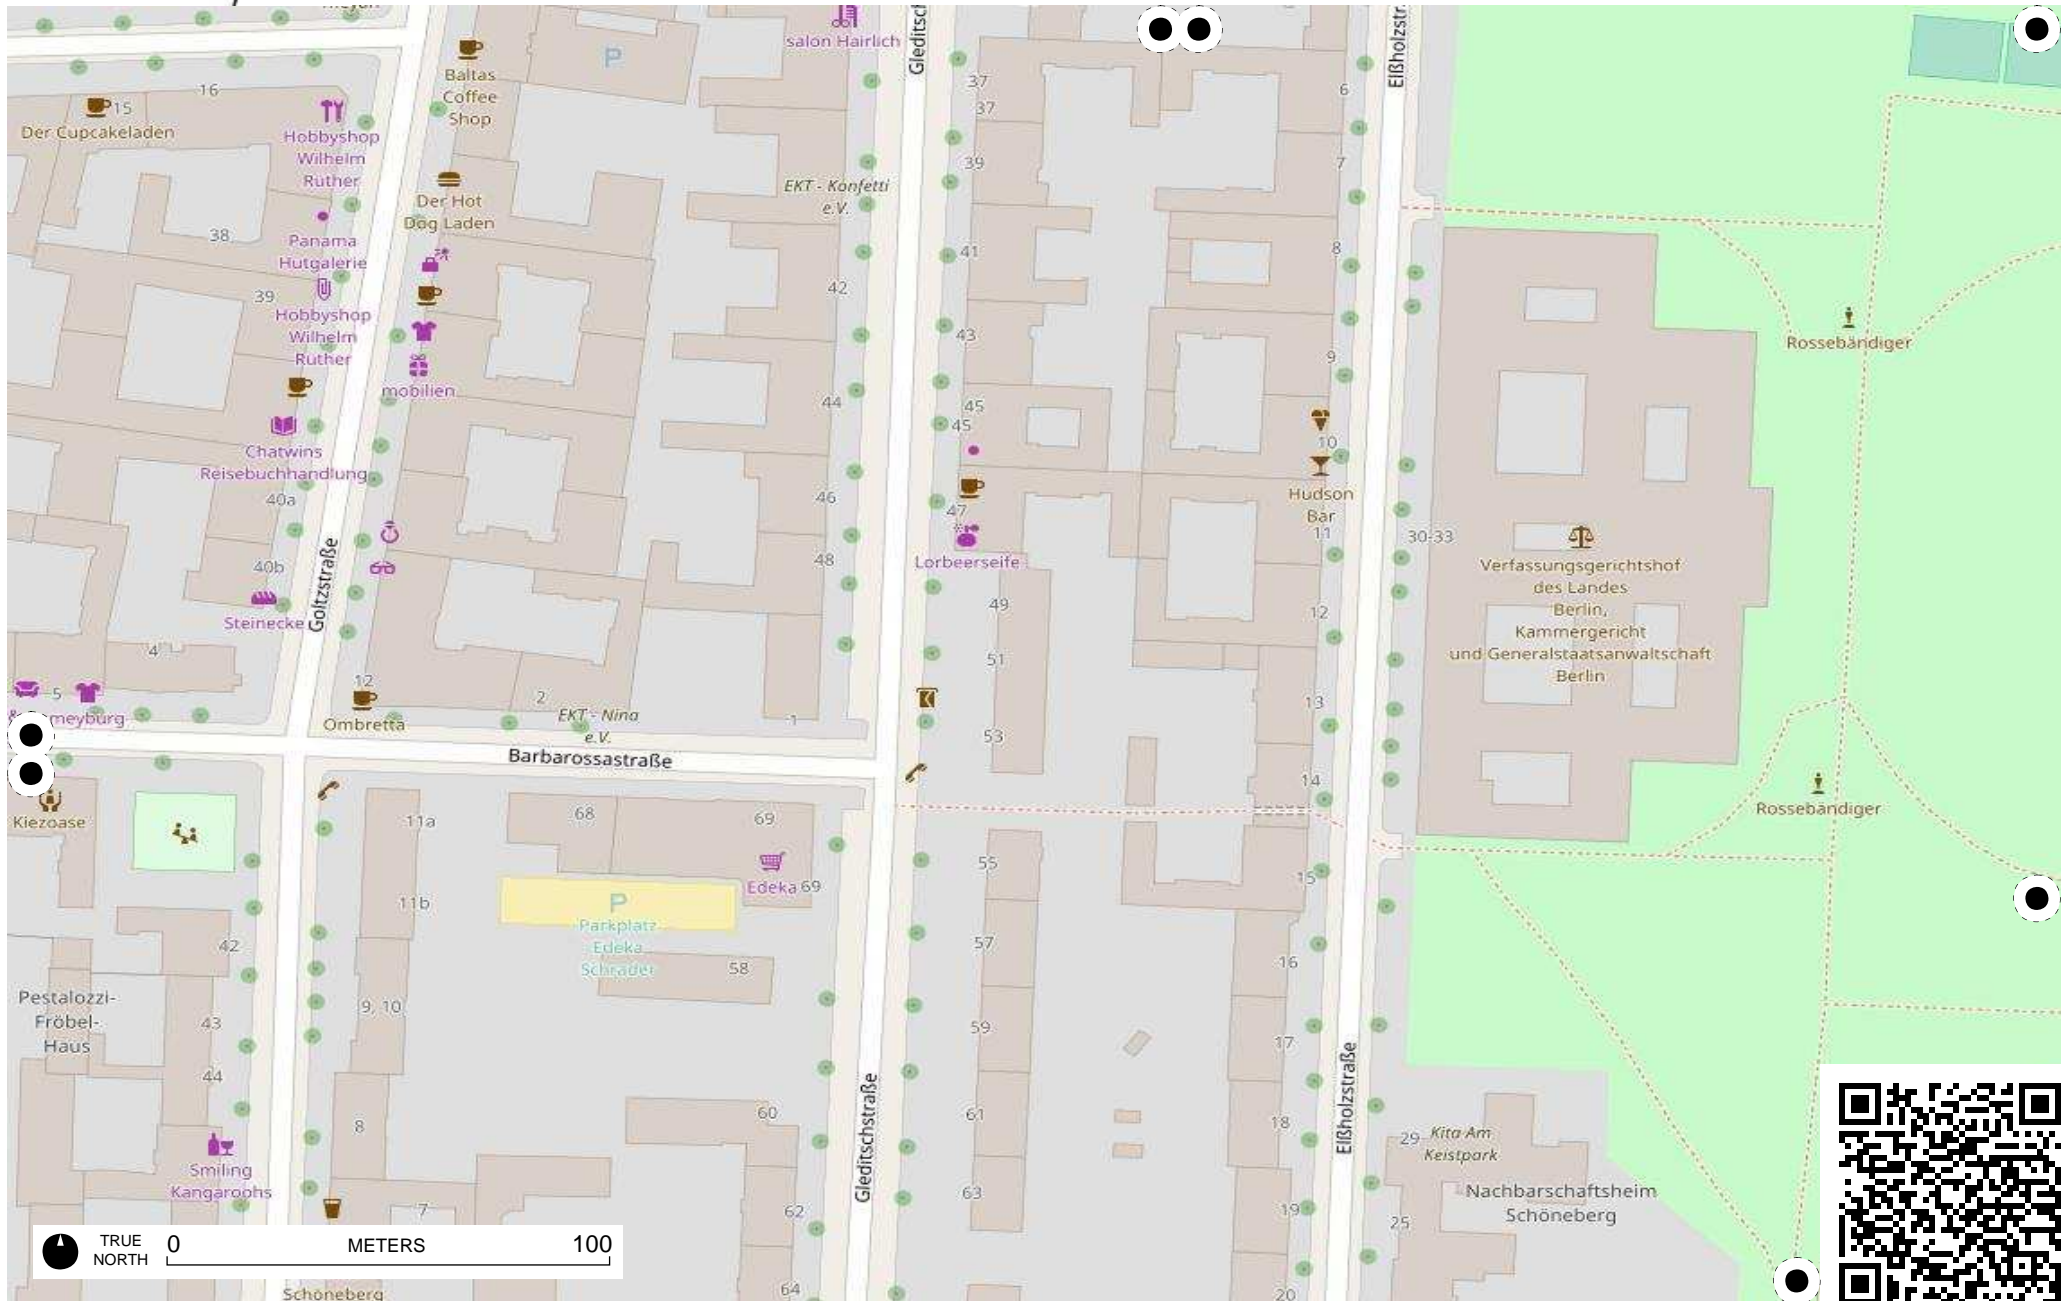 salon Hairlich
Gleditsch
Elßholzstr.
Baltas
Coffee
Shop
P
16
15
Der Cupcakeladen
Hobbyshop
Wilhelm
Rüther
37
37
6
39
7
EKT - Konfetti
e.V.
Der Hot
Dog Laden
38
Panama
Hutgalerie
41
8
39
42
Hobbyshop
Wilhelm
Rüther
43
9
Rossebändiger
mobilien
44
45
45
10
Chatwins
Reisebuchhandlung
40a
46
47
Hudson
Bar
11
30-33
48
Lorbeerseife
40b
Goltzstraße
Steinecke
49
12
Verfassungsgerichtshof
des Landes
Berlin,
Kammergericht
und Generalstaatsanwaltschaft
Berlin
4
51
5
12
2
13
Ombretta
EKT - Nina
e.V.
1
53
Barbarossastraße
14
Rossebändiger
Kiezoase
11a
68
69
Edeka
69
55
15
11b
P
Parkplatz
Edeka
Schrader
42
57
58
16
Pestalozzi-
Fröbel-
Haus
9, 10
43
59
17
44
Gleditschstraße
Elßholzstraße
8
60
61
18
29
Kita Am
Keistpark
Smiling
Kangaroohs
63
Nachbarschaftsheim
Schöneberg
7
62
19
25
TRUE
NORTH
0
METERS
100
Schöneberg
64
20